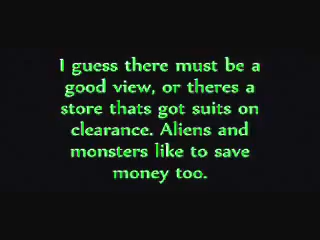 I guess there must be a
good view, or theres a
store thats got suits on
clearance. Aliens and
monsters like to save
money too.